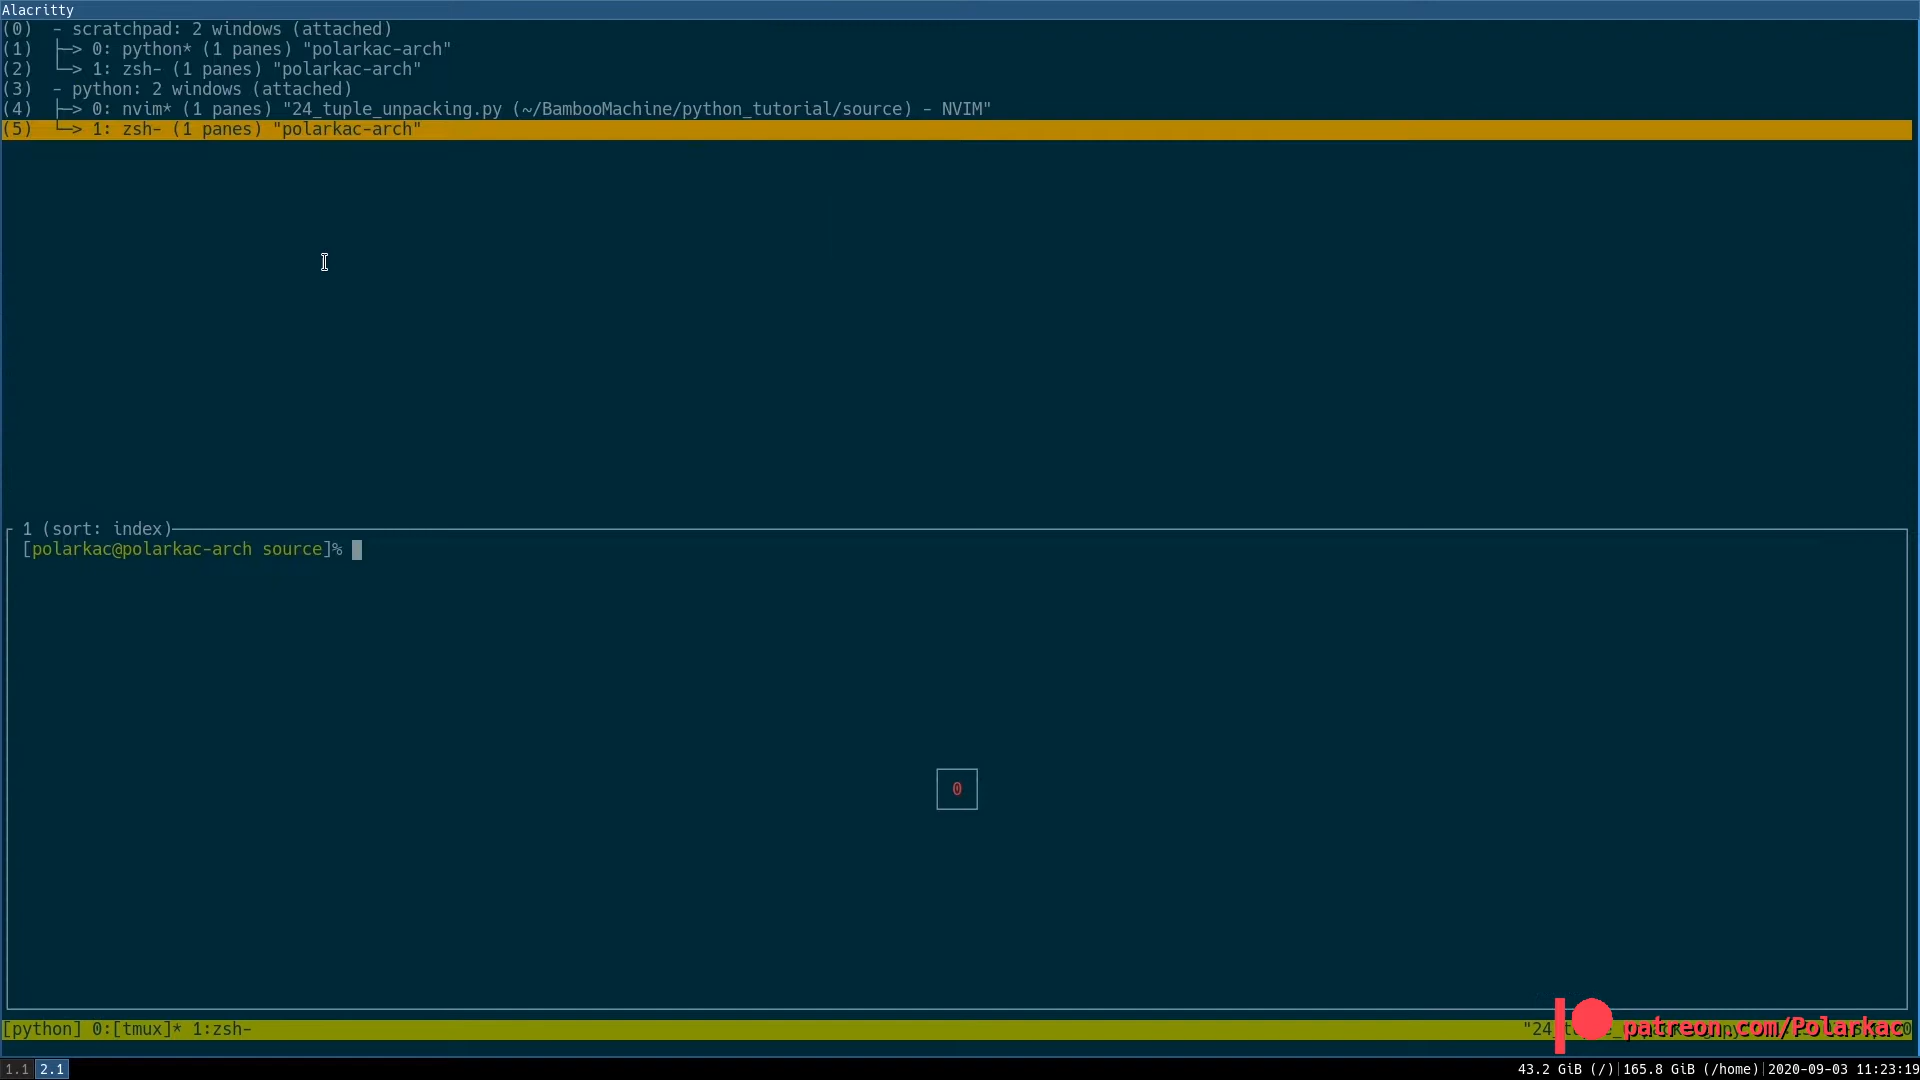 Alacritty
(0)  - scratchpad: 2 windows (attached)
(1)  ├─> 0: python* (1 panes) "polarkac-arch"
(2)  └─> 1: zsh- (1 panes) "polarkac-arch"
(3)  - python: 2 windows (attached)
(4)  ├─> 0: nvim* (1 panes) "24_tuple_unpacking.py (~/BambooMachine/python_tutorial/source) - NVIM"
(5)  └─> 1: zsh- (1 panes) "polarkac-arch"
1 (sort: index)
[polarkac@polarkac-arch source]%
0
[python] 0:[tmux]* 1:zsh-
"24
patreon.com/Polarkac
1.1 2.1
43.2 GiB (/)|165.8 GiB (/home)|2020-09-03 11:23:19